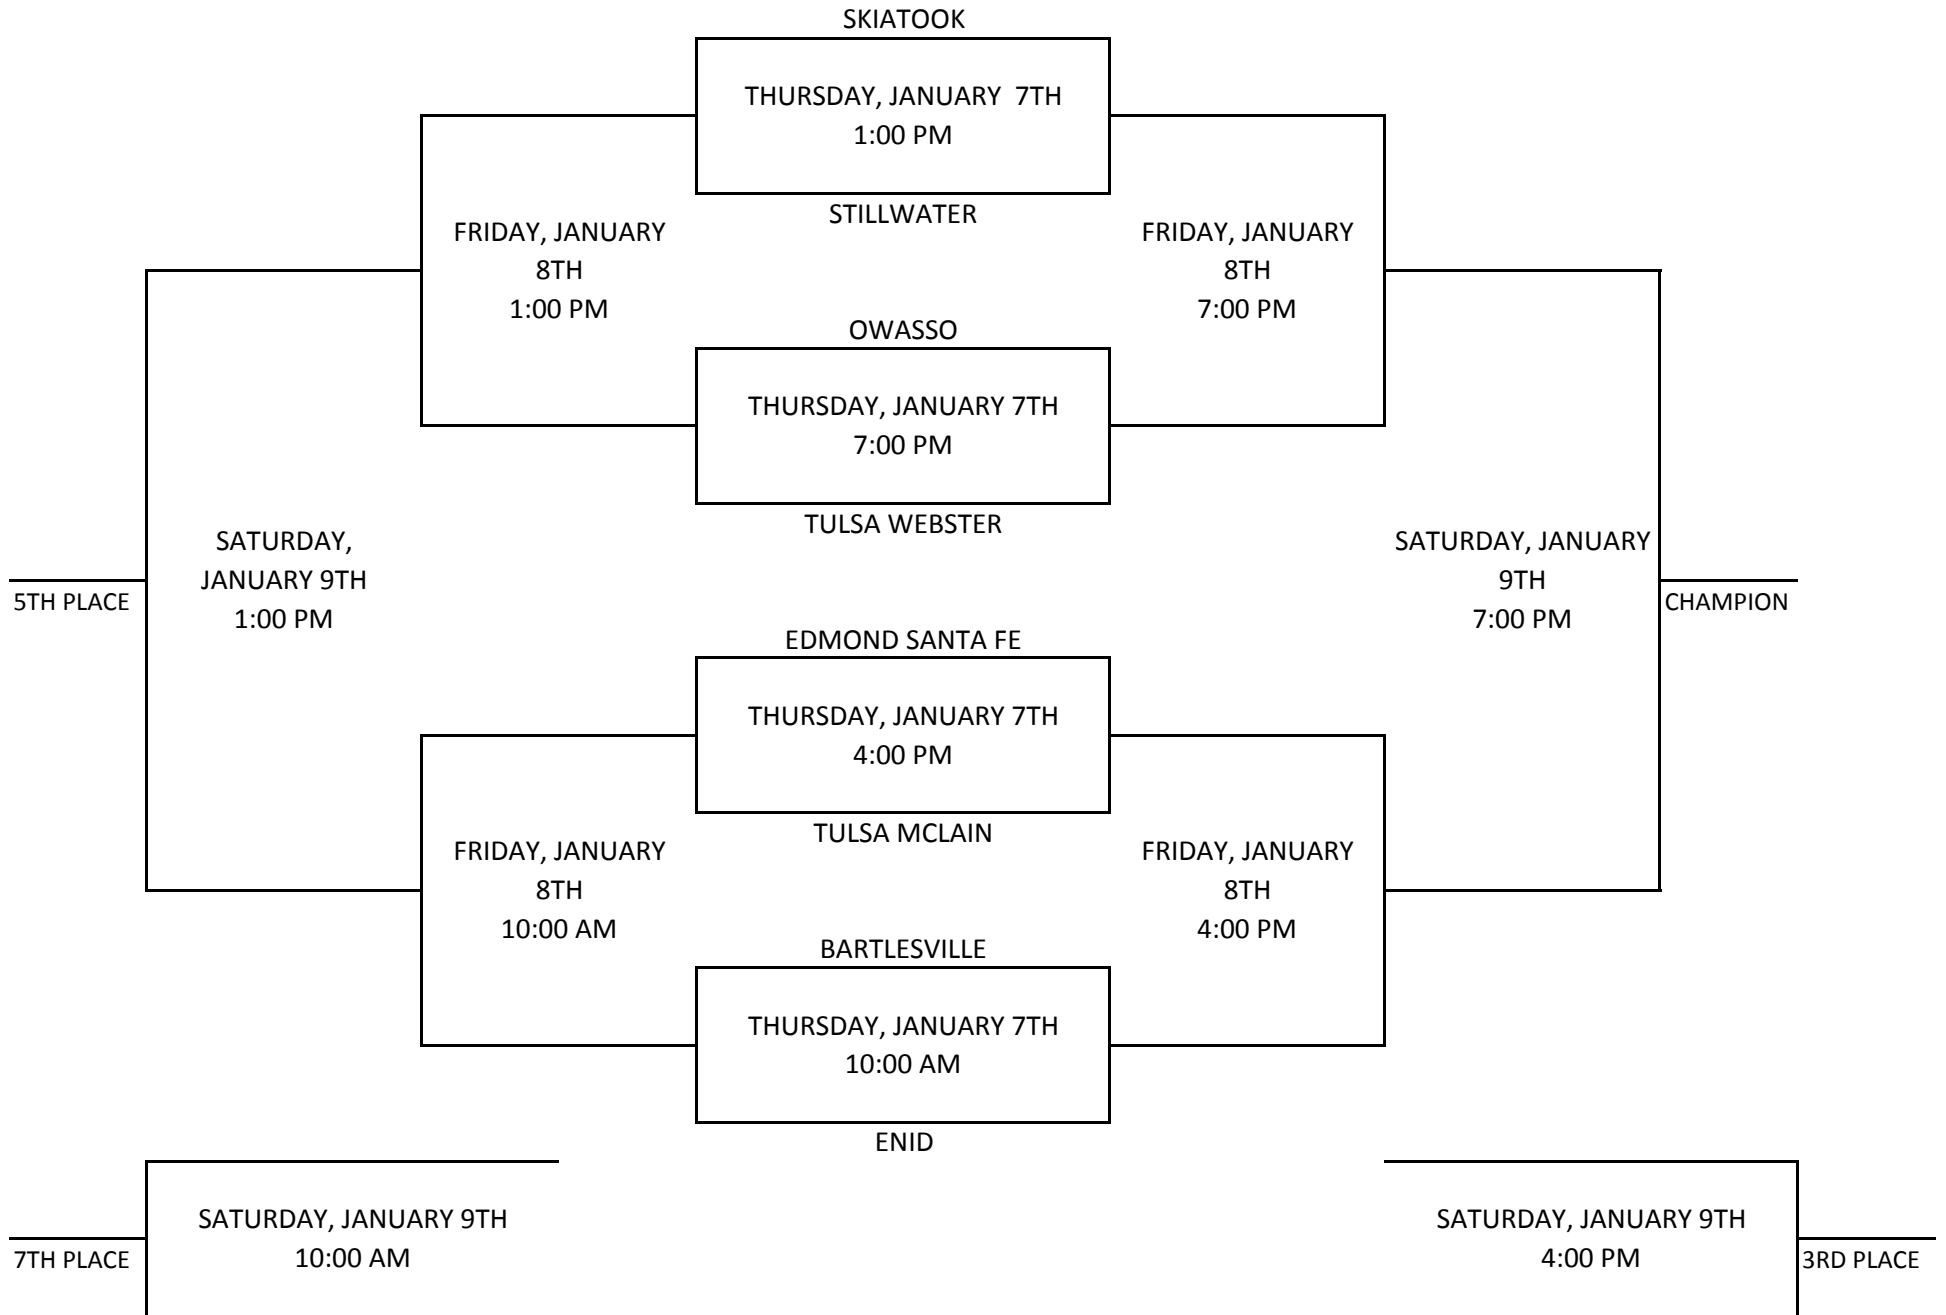 SKIATOOK
THURSDAY, JANUARY  7TH
1:00 PM
STILLWATER
FRIDAY, JANUARY
8TH
1:00 PM
FRIDAY, JANUARY
8TH
7:00 PM
OWASSO
THURSDAY, JANUARY 7TH
7:00 PM
TULSA WEBSTER
SATURDAY,
JANUARY 9TH
1:00 PM
5TH PLACE
SATURDAY, JANUARY
9TH
7:00 PM
CHAMPION
EDMOND SANTA FE
THURSDAY, JANUARY 7TH
4:00 PM
TULSA MCLAIN
FRIDAY, JANUARY
8TH
10:00 AM
FRIDAY, JANUARY
8TH
4:00 PM
BARTLESVILLE
THURSDAY, JANUARY 7TH
10:00 AM
ENID
SATURDAY, JANUARY 9TH
10:00 AM
7TH PLACE
SATURDAY, JANUARY 9TH
4:00 PM
3RD PLACE